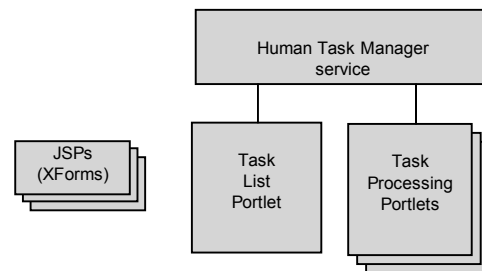 Human Task Manager
service
JSPs
(XForms)
Task
List
Portlet
Task
Processing
Portlets